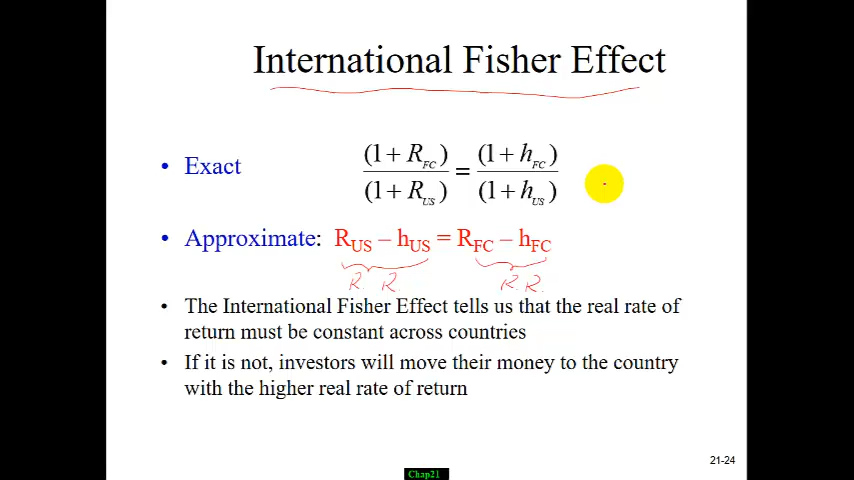 International Fisher Effect
• Exact (1 + R_FC) / (1 + R_US) = (1 + h_FC) / (1 + h_US)
• Approximate: R_US – h_US = R_FC – h_FC
R. R R. R.
• The International Fisher Effect tells us that the real rate of
return must be constant across countries
• If it is not, investors will move their money to the country
with the higher real rate of return
21-24
Chap21